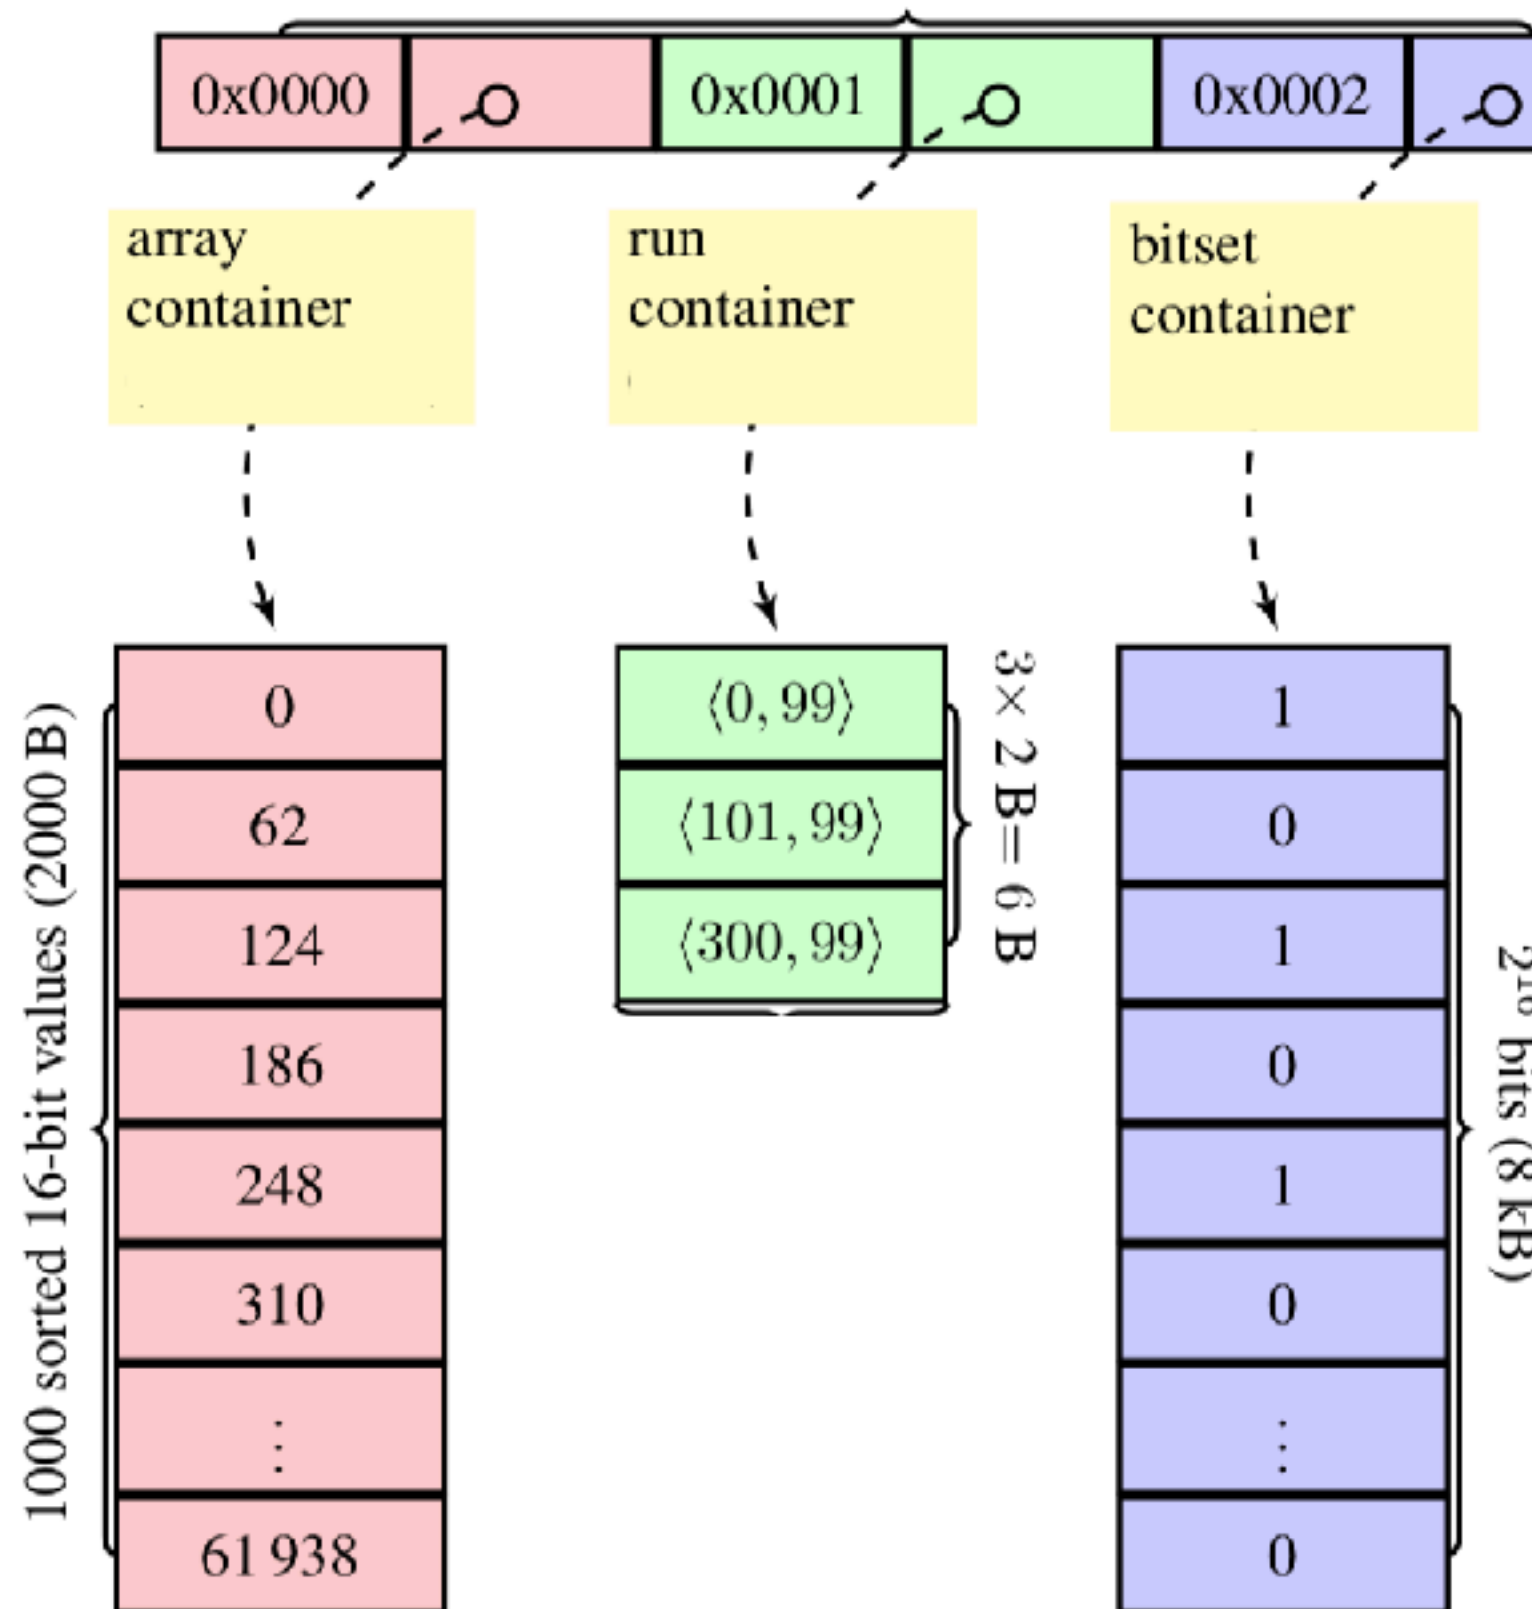 0x0000
0x0001
0x0002
array
container
run
container
bitset
container
1000 sorted 16-bit values (2000 B)
0
62
124
186
248
310
⋮
61 938
⟨0, 99⟩
⟨101, 99⟩
⟨300, 99⟩
3× 2 B= 6 B
1
0
1
0
1
0
⋮
0
2¹⁶ bits (8 kB)